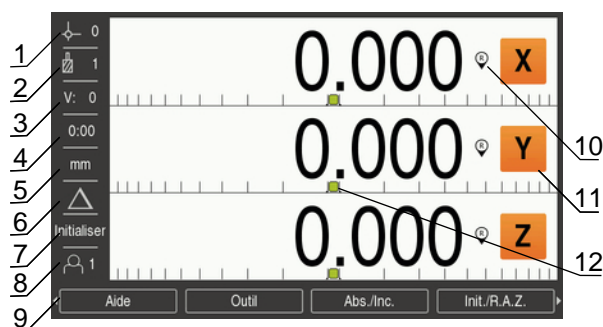 1 0
2 1
3 V: 0
4 0:00
5 mm
6
7 Initialiser
8 1
9
0.000 R X
0.000 R Y
0.000 R Z
10
11
12
Aide Outil Abs./Inc. Init./R.A.Z.